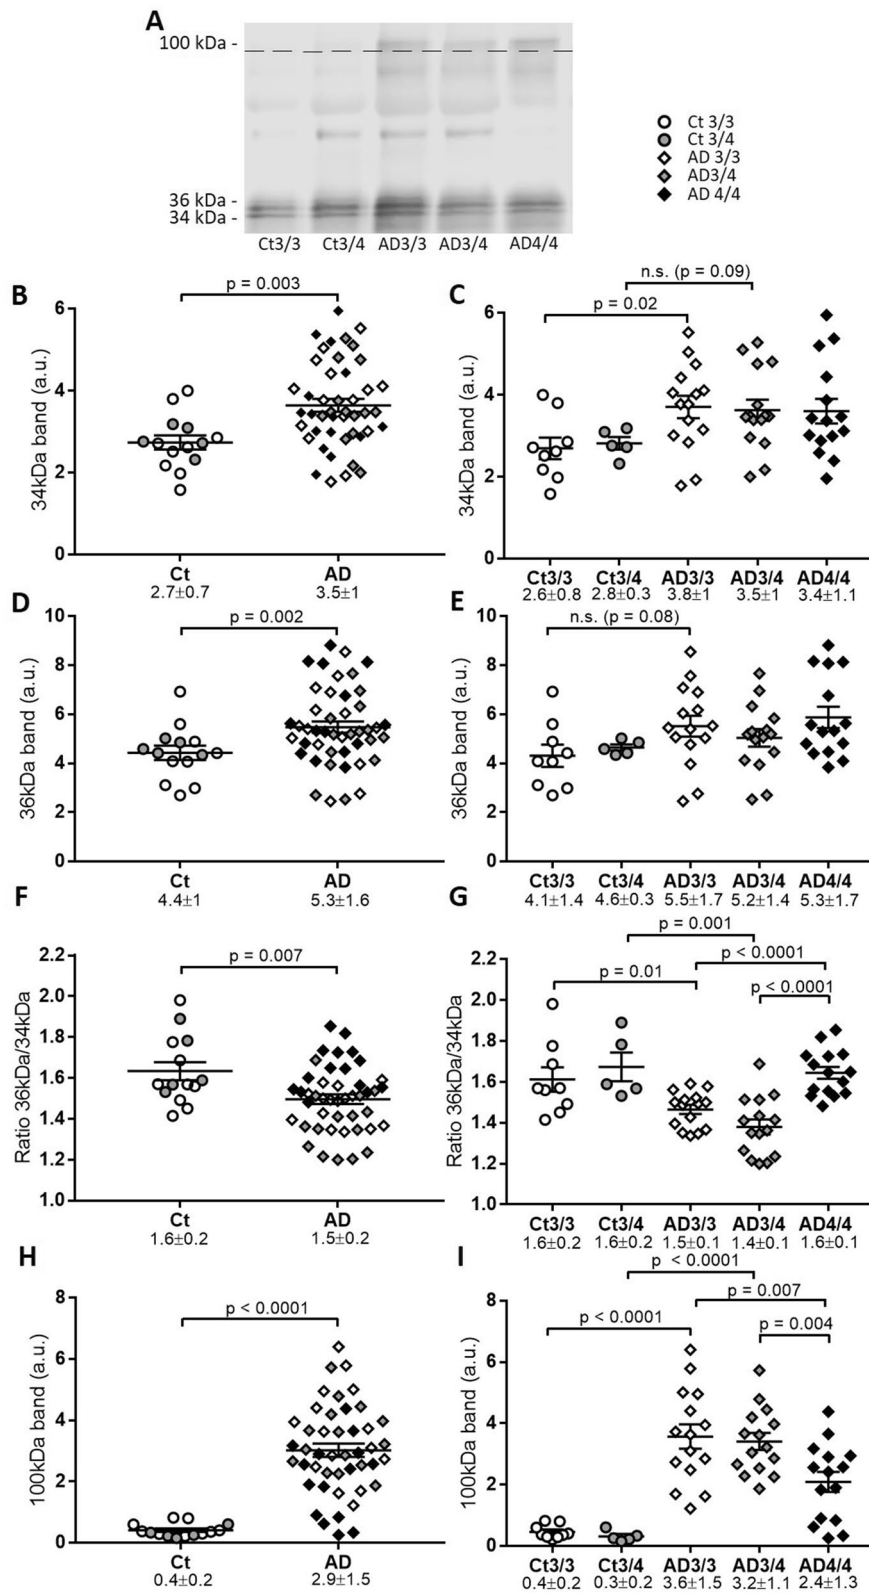 A
100 kDa -
36 kDa -
34 kDa -
Ct3/3 Ct3/4 AD3/3 AD3/4 AD4/4
Ct 3/3
Ct 3/4
AD 3/3
AD3/4
AD 4/4
B
p = 0.003
34kDa band (a.u.)
6
4
2
0
Ct AD
2.7±0.7 3.5±1
C
n.s. (p = 0.09)
p = 0.02
34kDa band (a.u.)
6
4
2
0
Ct3/3 Ct3/4 AD3/3 AD3/4 AD4/4
2.6±0.8 2.8±0.3 3.8±1 3.5±1 3.4±1.1
D
p = 0.002
36kDa band (a.u.)
10
8
6
4
2
0
Ct AD
4.4±1 5.3±1.6
E
n.s. (p = 0.08)
36kDa band (a.u.)
10
8
6
4
2
0
Ct3/3 Ct3/4 AD3/3 AD3/4 AD4/4
4.1±1.4 4.6±0.3 5.5±1.7 5.2±1.4 5.3±1.7
F
p = 0.007
Ratio 36kDa/34kDa
2.2
2.0
1.8
1.6
1.4
1.2
1.0
Ct AD
1.6±0.2 1.5±0.2
G
p = 0.001
p < 0.0001
p = 0.01
p < 0.0001
Ratio 36kDa/34kDa
2.2
2.0
1.8
1.6
1.4
1.2
1.0
Ct3/3 Ct3/4 AD3/3 AD3/4 AD4/4
1.6±0.2 1.6±0.2 1.5±0.1 1.4±0.1 1.6±0.1
H
p < 0.0001
100kDa band (a.u.)
8
6
4
2
0
Ct AD
0.4±0.2 2.9±1.5
I
p < 0.0001
p = 0.007
p < 0.0001
p = 0.004
100kDa band (a.u.)
8
6
4
2
0
Ct3/3 Ct3/4 AD3/3 AD3/4 AD4/4
0.4±0.2 0.3±0.2 3.6±1.5 3.2±1.1 2.4±1.3